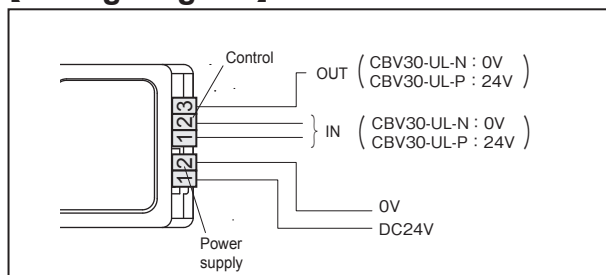 Control
OUT ( CBV30-UL-N : 0V
CBV30-UL-P : 24V )
3
2
1
IN ( CBV30-UL-N : 0V
CBV30-UL-P : 24V )
2
1
0V
DC24V
Power
supply